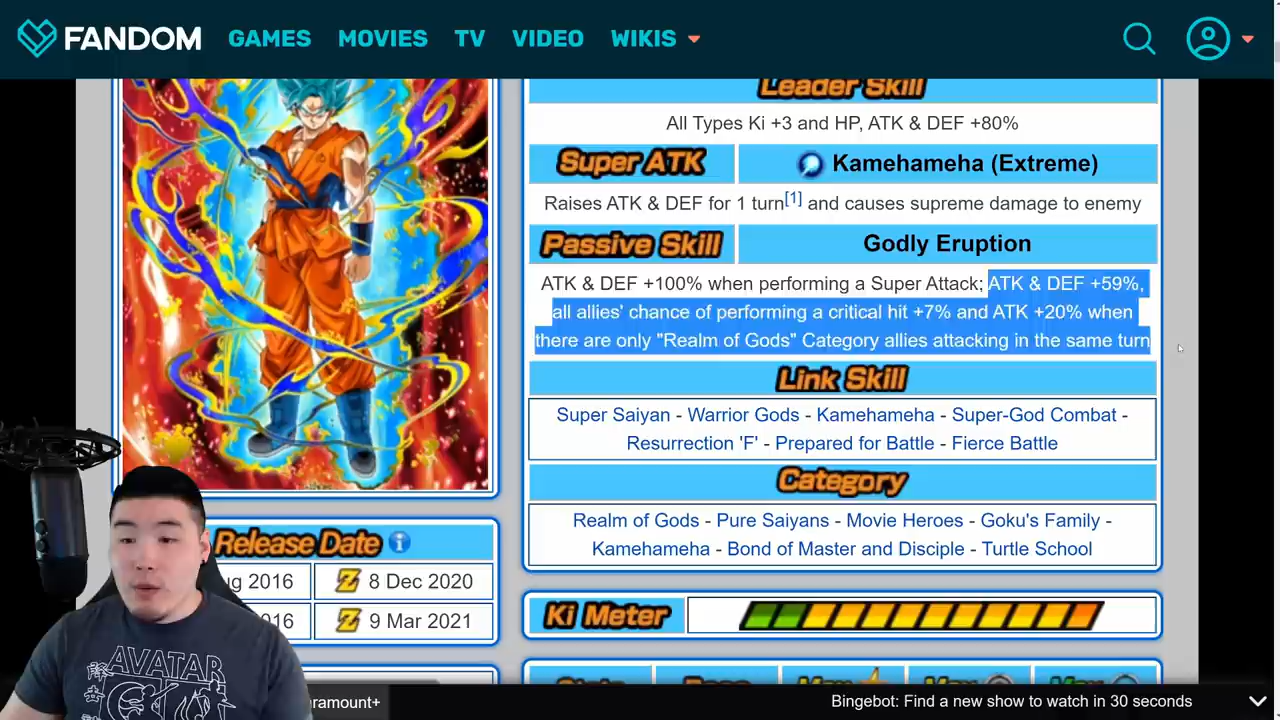 FANDOM GAMES MOVIES TV VIDEO WIKIS
Leader Skill
All Types Ki +3 and HP, ATK & DEF +80%
Super ATK
Kamehameha (Extreme)
Raises ATK & DEF for 1 turn[1] and causes supreme damage to enemy
Passive Skill
Godly Eruption
ATK & DEF +100% when performing a Super Attack; ATK & DEF +59%,
all allies' chance of performing a critical hit +7% and ATK +20% when
there are only "Realm of Gods" Category allies attacking in the same turn
Link Skill
Super Saiyan - Warrior Gods - Kamehameha - Super-God Combat -
Resurrection 'F' - Prepared for Battle - Fierce Battle
Category
Realm of Gods - Pure Saiyans - Movie Heroes - Goku's Family -
Kamehameha - Bond of Master and Disciple - Turtle School
Release Date
2016 Z 8 Dec 2020
Z 9 Mar 2021
Ki Meter
AVATAR
Bingebot: Find a new show to watch in 30 seconds